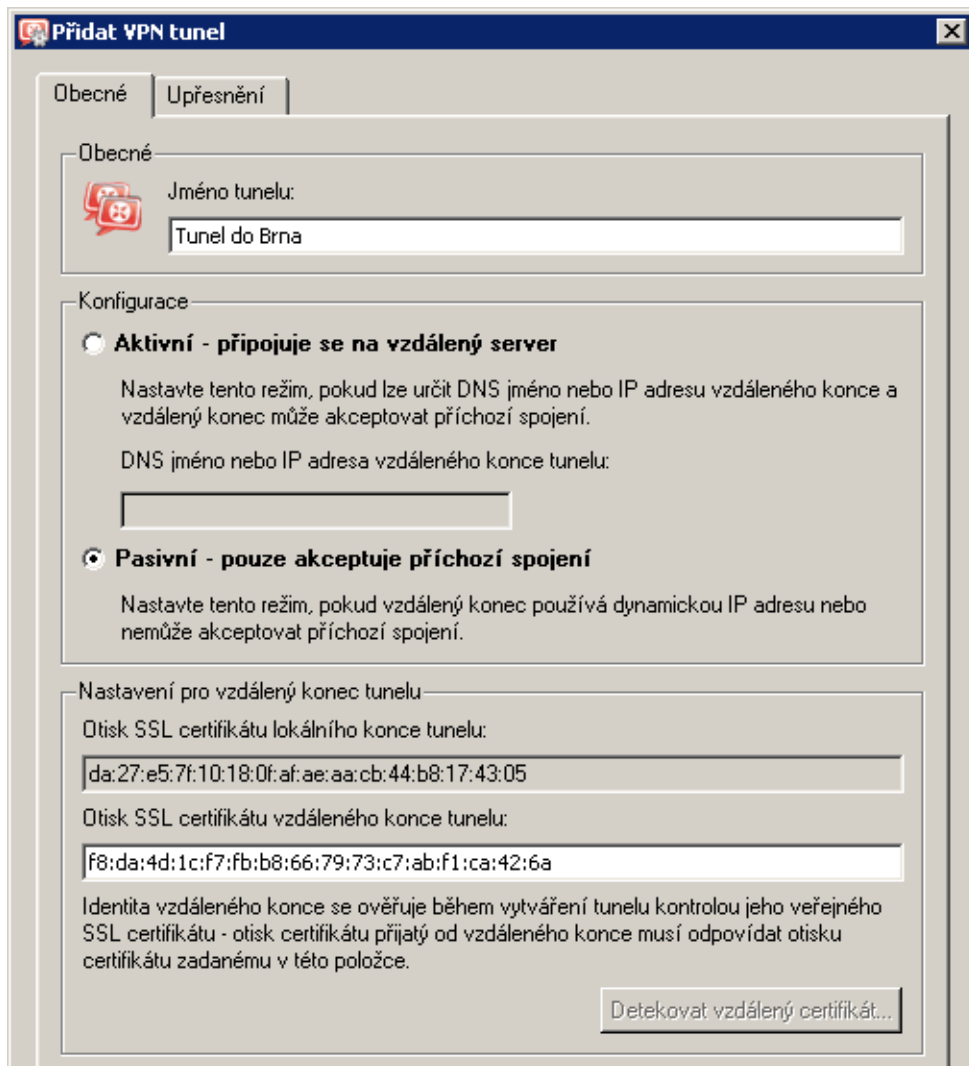 Přidat VPN tunel
Obecné
Upřesnění
Obecné
Jméno tunelu:
Tunel do Brna
Konfigurace
Aktivní - připojuje se na vzdálený server
Nastavte tento režim, pokud lze určit DNS jméno nebo IP adresu vzdáleného konce a
vzdálený konec může akceptovat příchozí spojení.
DNS jméno nebo IP adresa vzdáleného konce tunelu:
Pasivní - pouze akceptuje příchozí spojení
Nastavte tento režim, pokud vzdálený konec používá dynamickou IP adresu nebo
nemůže akceptovat příchozí spojení.
Nastavení pro vzdálený konec tunelu
Otisk SSL certifikátu lokálního konce tunelu:
da:27:e5:7f:10:18:0f:af:ae:aa:cb:44:b8:17:43:05
Otisk SSL certifikátu vzdáleného konce tunelu:
f8:da:4d:1c:f7:fb:b8:66:79:73:c7:ab:f1:ca:42:6a
Identita vzdáleného konce se ověřuje během vytváření tunelu kontrolou jeho veřejného
SSL certifikátu - otisk certifikátu přijatý od vzdáleného konce musí odpovídat otisku
certifikátu zadanému v této položce.
Detekovat vzdálený certifikát...